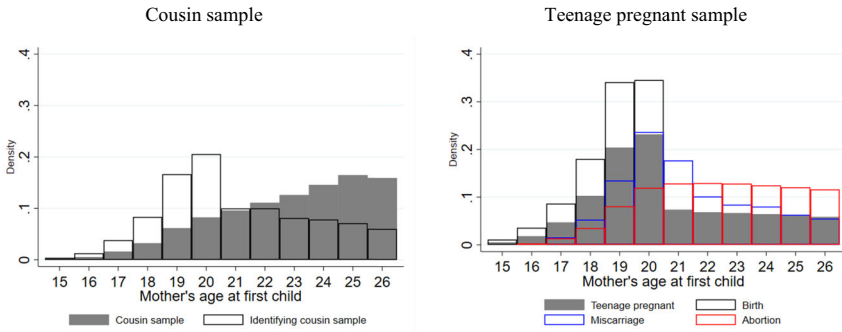 Cousin sample
.4
.3
.2
.1
0
Density
15 16 17 18 19 20 21 22 23 24 25 26
Mother's age at first child
Cousin sample Identifying cousin sample
Teenage pregnant sample
.4
.3
.2
.1
0
Density
15 16 17 18 19 20 21 22 23 24 25 26
Mother's age at first child
Teenage pregnant Birth
Miscarriage Abortion